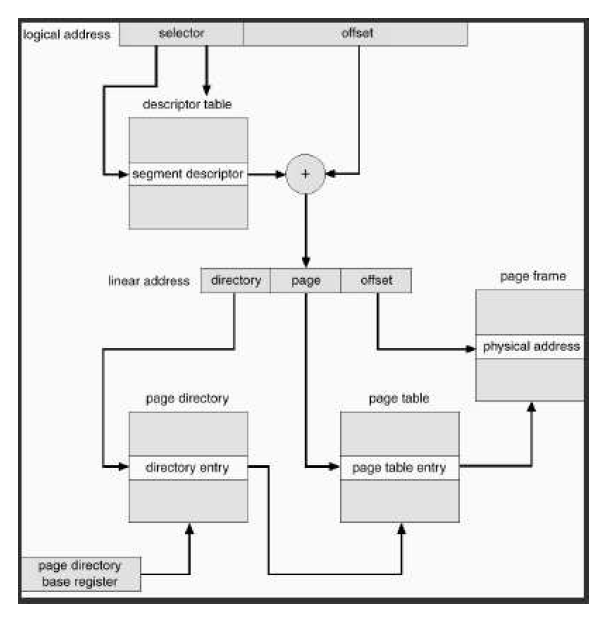 logical address
selector
offset
descriptor table
segment descriptor
+
linear address
directory
page
offset
page frame
physical address
page directory
page table
directory entry
page table entry
page directory
base register